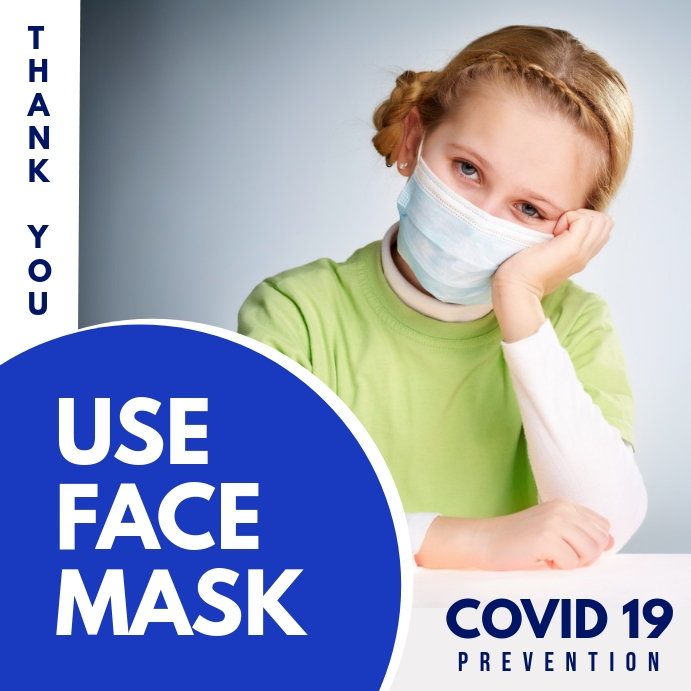 THANK YOU
USE
FACE
MASK
COVID 19
PREVENTION